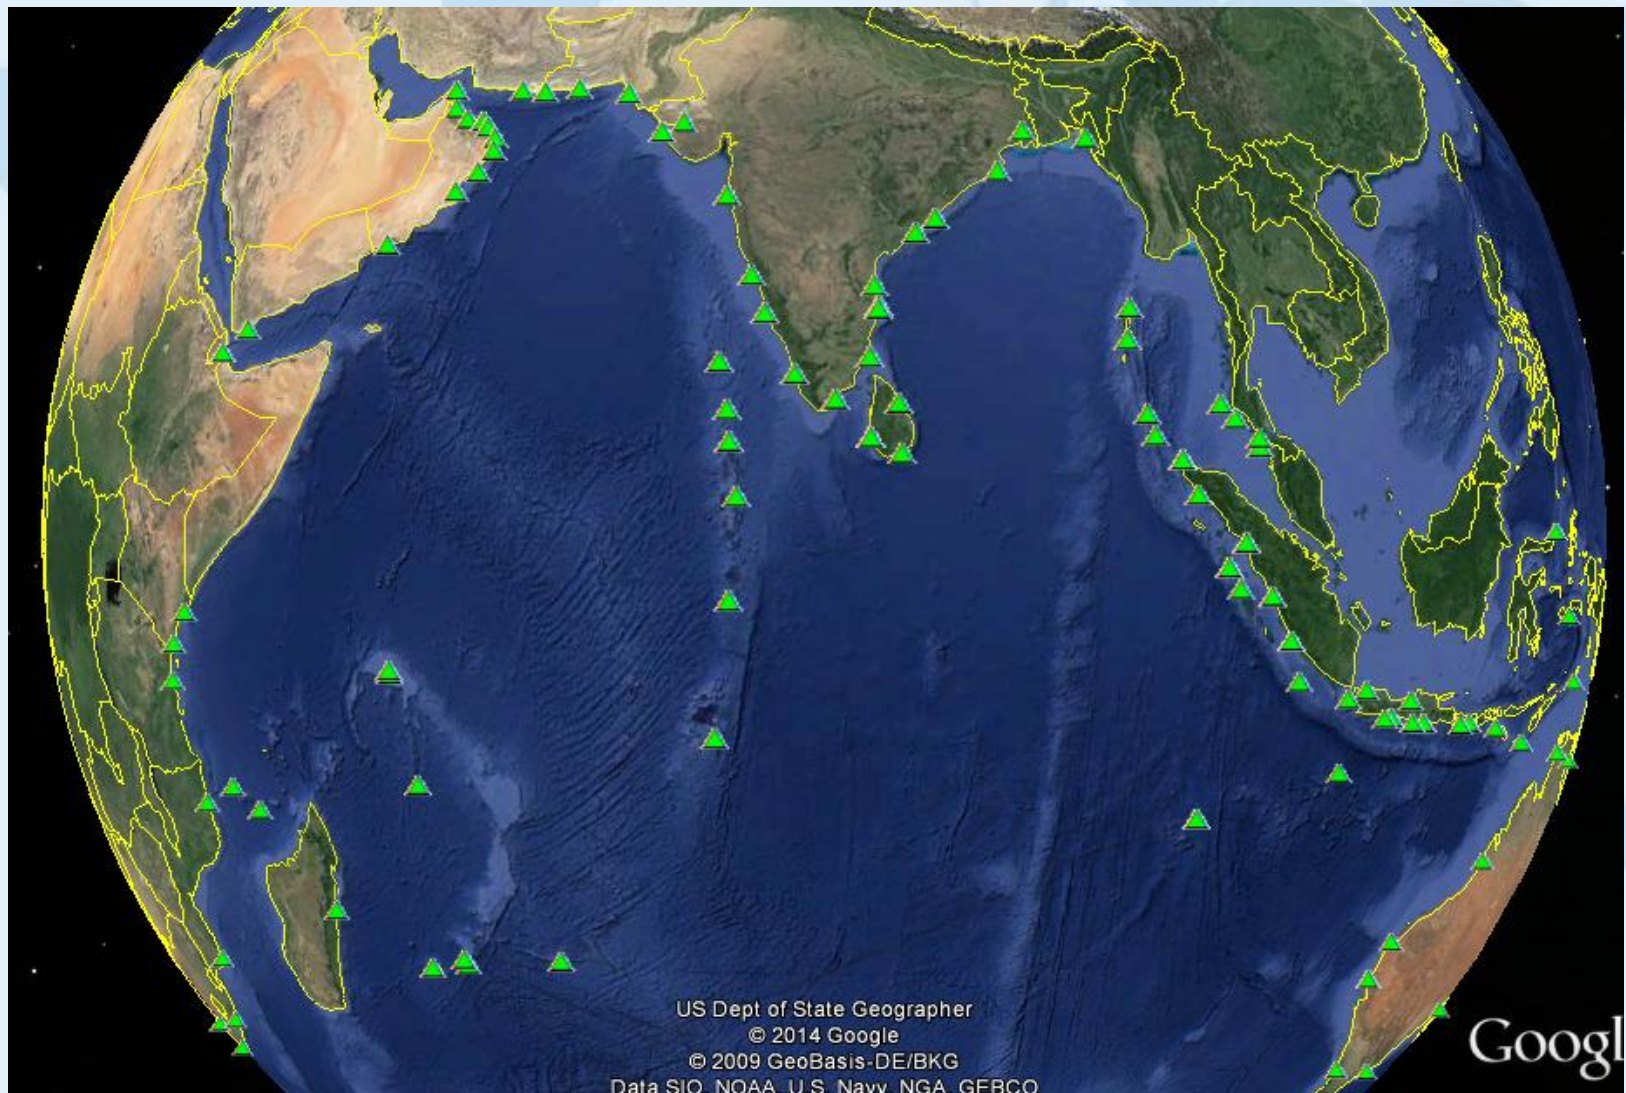 US Dept of State Geographer
© 2014 Google
© 2009 GeoBasis-DE/BKG
Data SIO, NOAA, U.S. Navy, NGA, GEBCO
Googl